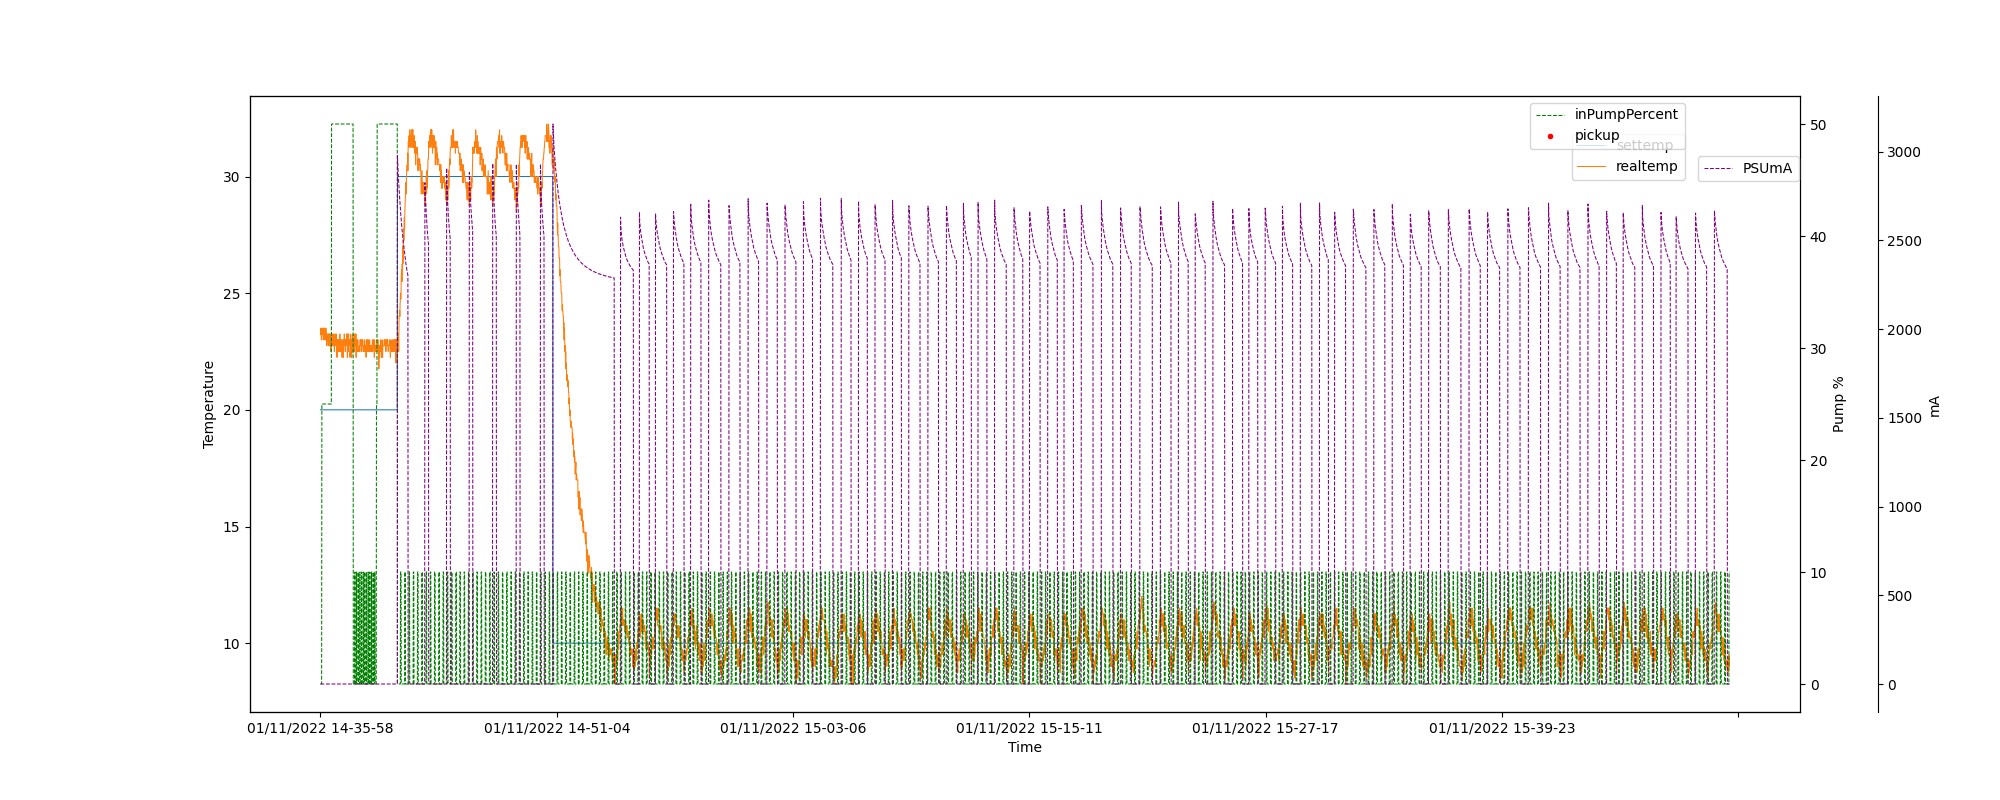 inPumpPercent
pickup
settemp
realtemp
PSUmA
30
25
20
15
10
Temperature
50
40
30
20
10
0
Pump %
3000
2500
2000
1500
1000
500
0
mA
01/11/2022 14-35-58
01/11/2022 14-51-04
01/11/2022 15-03-06
01/11/2022 15-15-11
01/11/2022 15-27-17
01/11/2022 15-39-23
Time